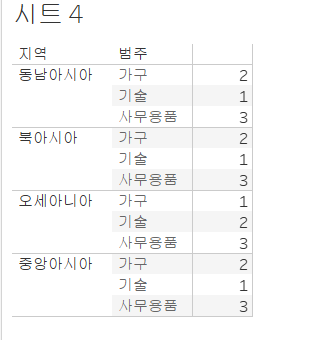 시트 4
지역 범주
동남아시아 가구 2
기술 1
사무용품 3
북아시아 가구 2
기술 1
사무용품 3
오세아니아 가구 1
기술 2
사무용품 3
중앙아시아 가구 2
기술 1
사무용품 3